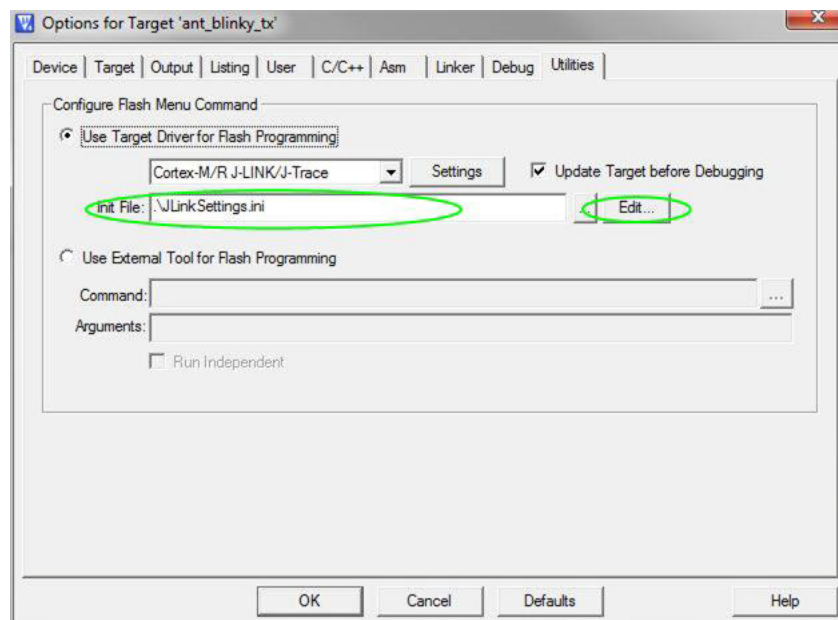 Options for Target 'ant_blinky_tx'
Device Target Output Listing User C/C++ Asm Linker Debug Utilities
Configure Flash Menu Command
Use Target Driver for Flash Programming
Cortex-M/R J-LINK/J-Trace Settings Update Target before Debugging
Init File: .\JLinkSettings.ini ... Edit...
Use External Tool for Flash Programming
Command: ...
Arguments:
Run Independent
OK Cancel Defaults Help